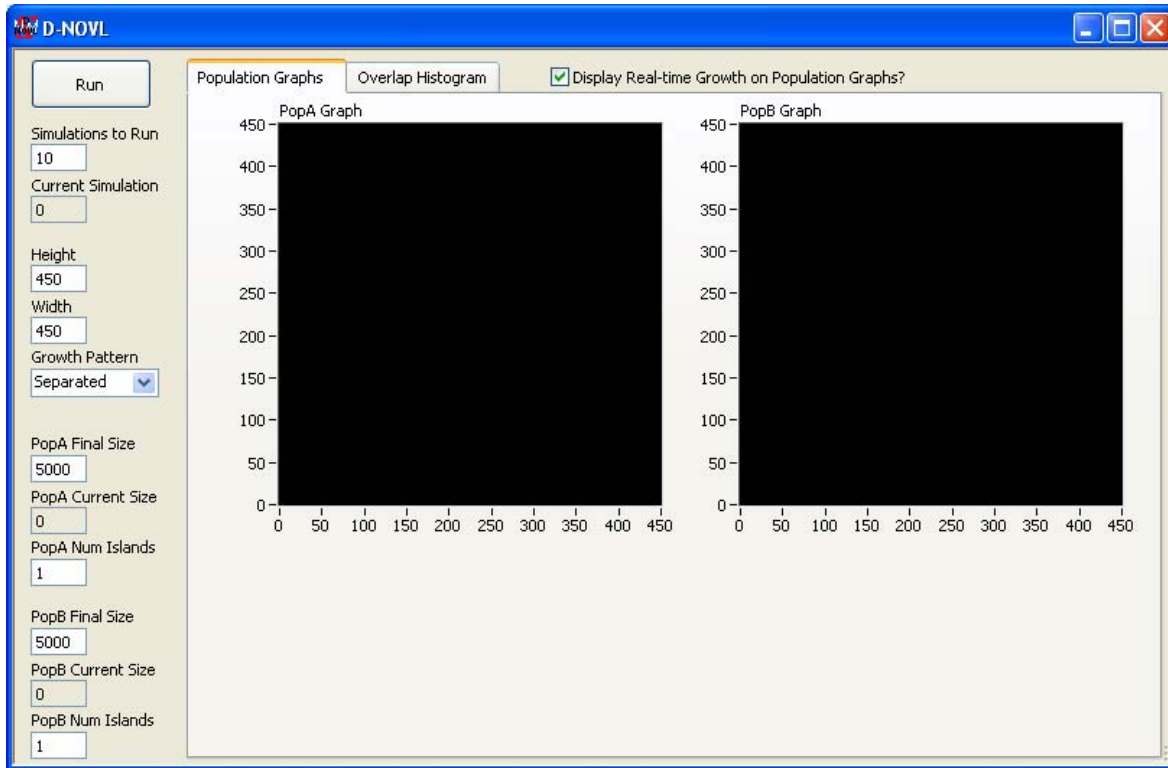 D-NOVL
Run
Simulations to Run
10
Current Simulation
0
Height
450
Width
450
Growth Pattern
Separated
PopA Final Size
5000
PopA Current Size
0
PopA Num Islands
1
PopB Final Size
5000
PopB Current Size
0
PopB Num Islands
1
Population Graphs
Overlap Histogram
Display Real-time Growth on Population Graphs?
PopA Graph
450
400
350
300
250
200
150
100
50
0
0 50 100 150 200 250 300 350 400 450
PopB Graph
450
400
350
300
250
200
150
100
50
0
0 50 100 150 200 250 300 350 400 450